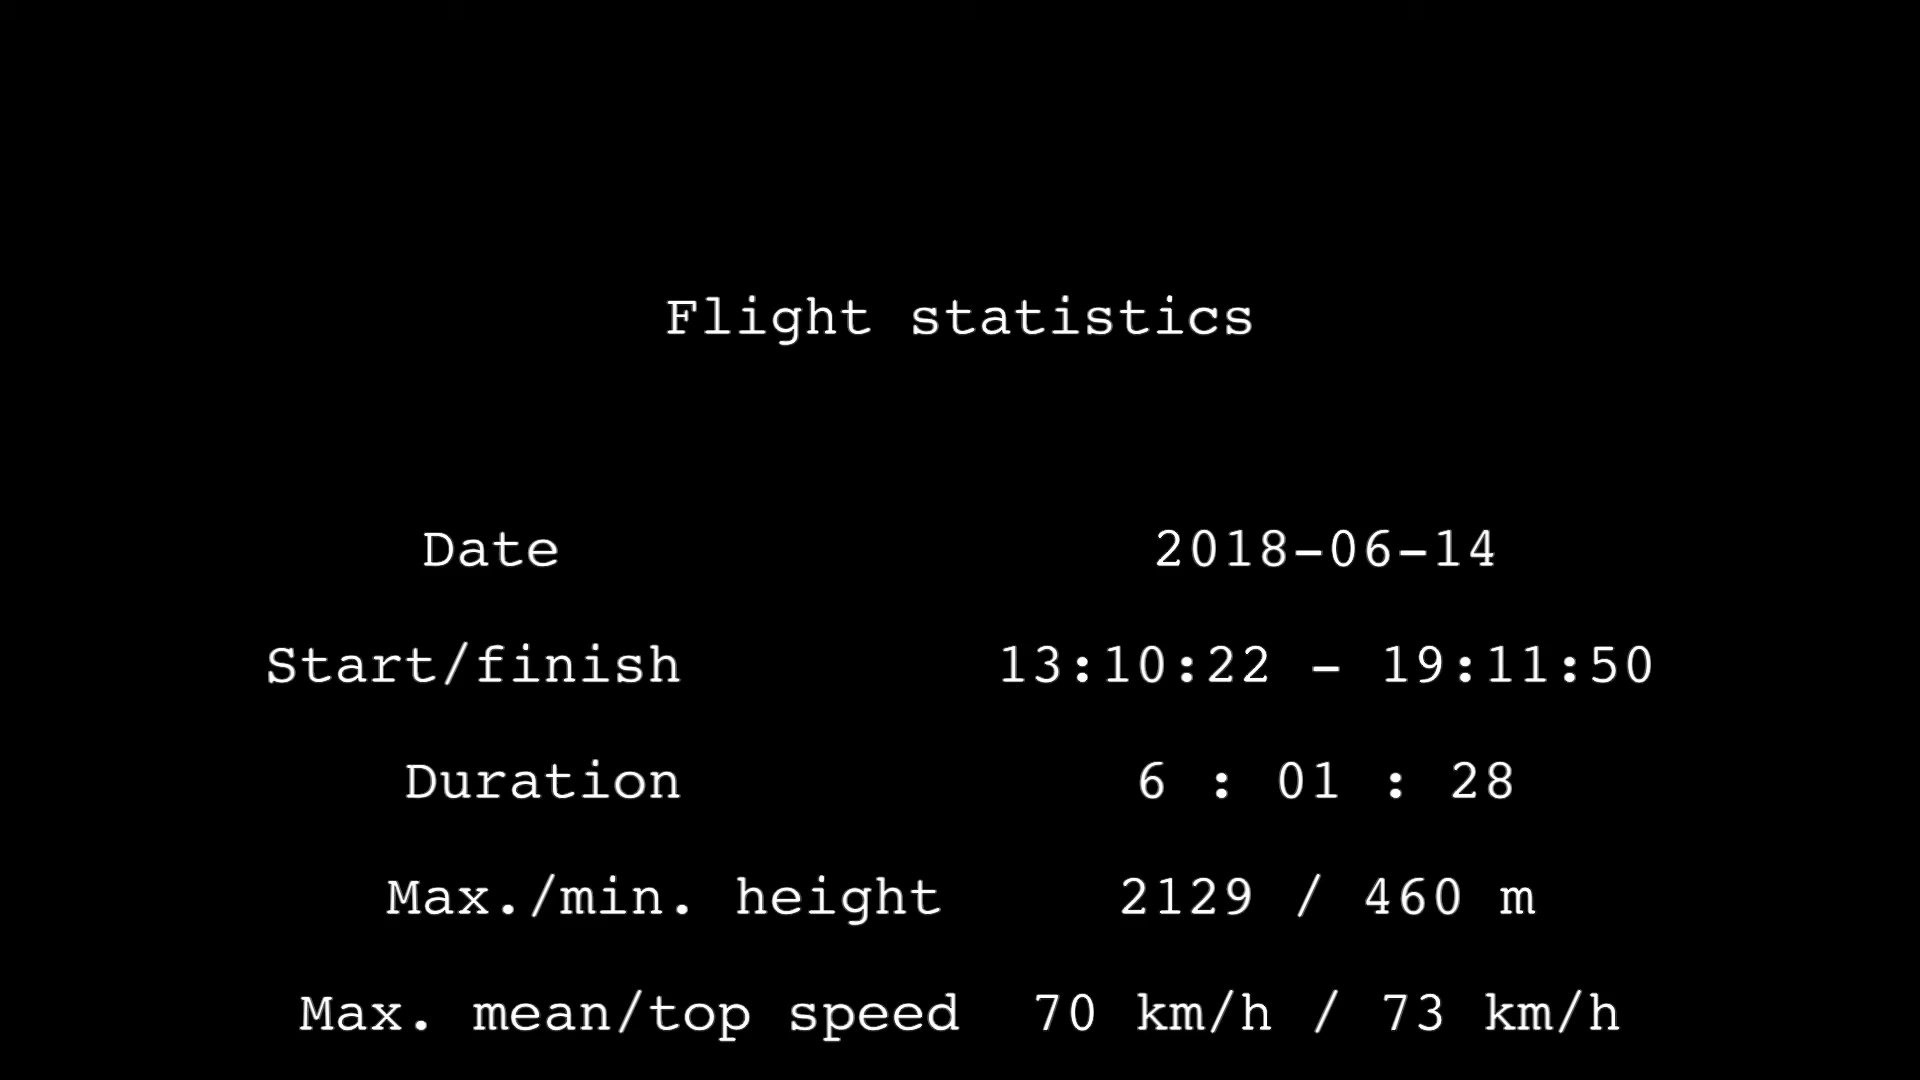 Flight statistics
Date 2018-06-14
Start/finish 13:10:22 - 19:11:50
Duration 6 : 01 : 28
Max./min. height 2129 / 460 m
Max. mean/top speed 70 km/h / 73 km/h